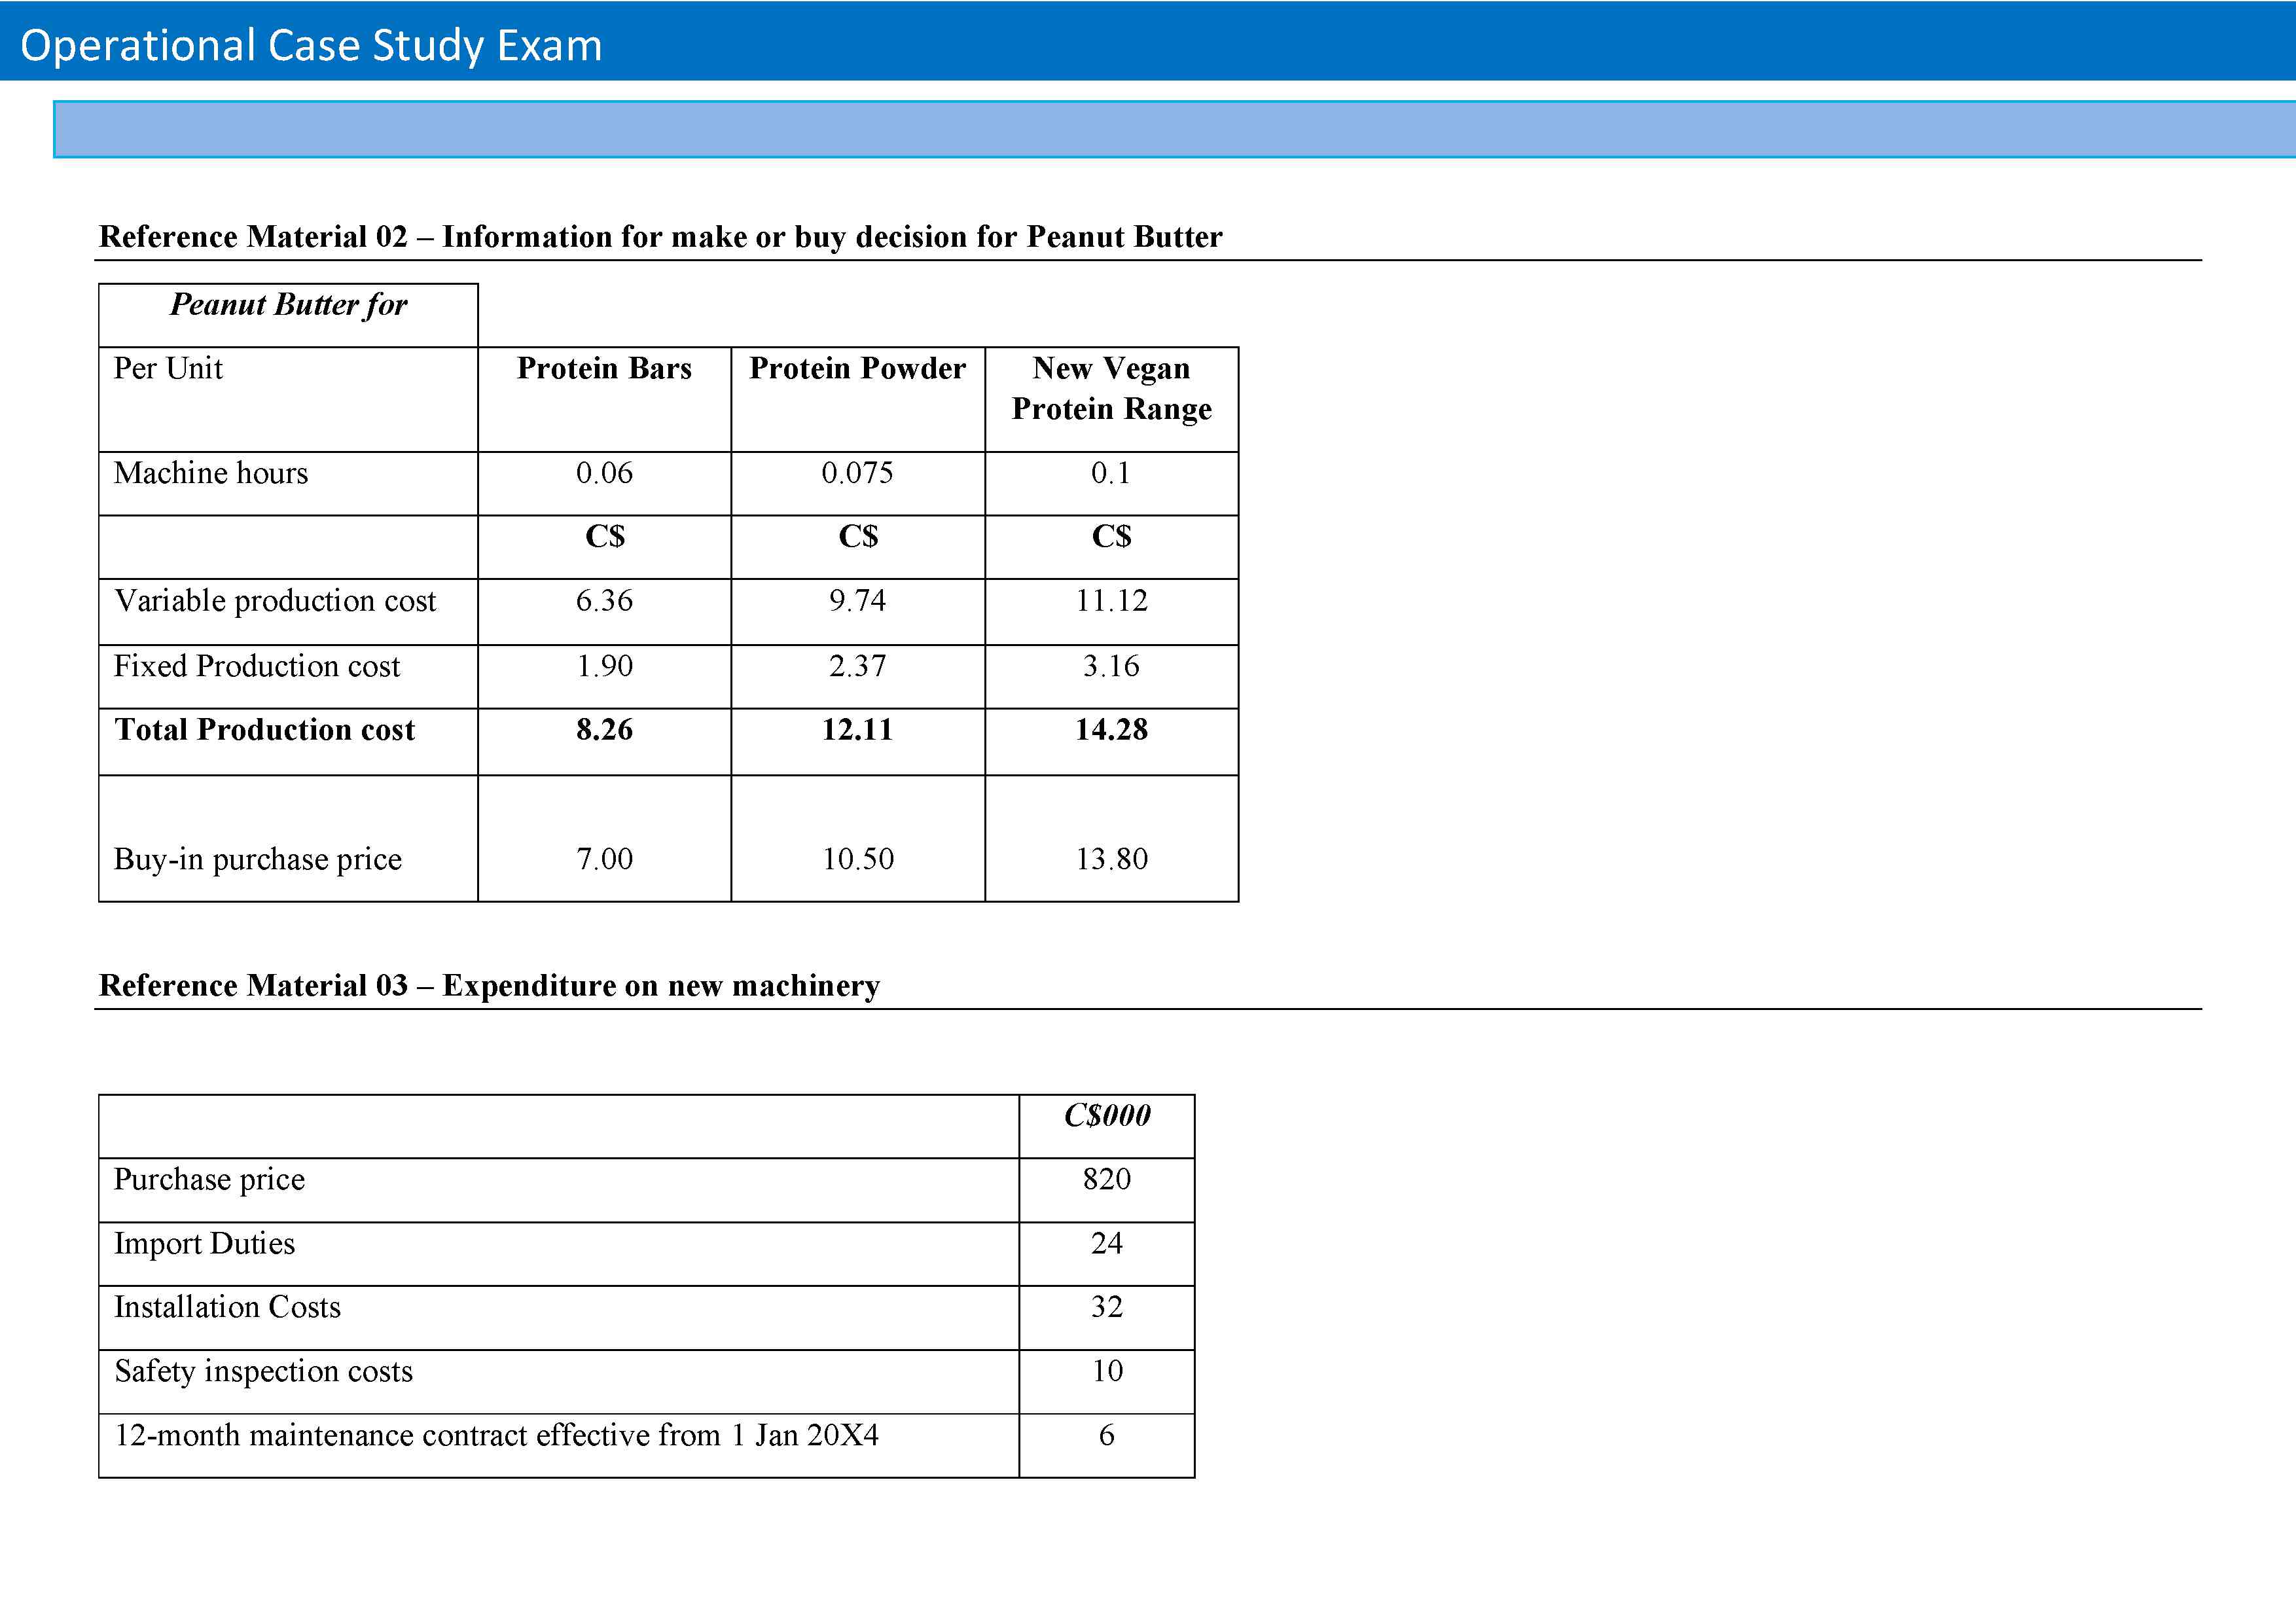 Operational Case Study Exam
Reference Material 02 – Information for make or buy decision for Peanut Butter
Peanut Butter for
Per Unit Protein Bars Protein Powder New Vegan
Protein Range
Machine hours 0.06 0.075 0.1
C$ C$ C$
Variable production cost 6.36 9.74 11.12
Fixed Production cost 1.90 2.37 3.16
Total Production cost 8.26 12.11 14.28
Buy-in purchase price 7.00 10.50 13.80
Reference Material 03 – Expenditure on new machinery
C$000
Purchase price 820
Import Duties 24
Installation Costs 32
Safety inspection costs 10
12-month maintenance contract effective from 1 Jan 20X4 6